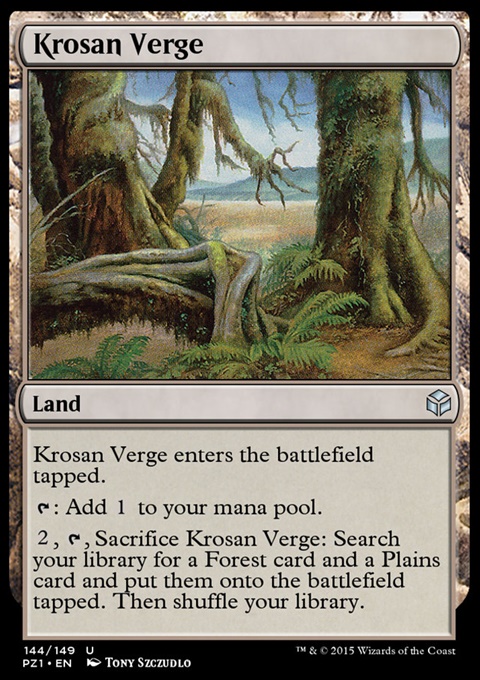 Krosan Verge
Land
Krosan Verge enters the battlefield
tapped.
: Add 1 to your mana pool.
2, , Sacrifice Krosan Verge: Search
your library for a Forest card and a Plains
card and put them onto the battlefield
tapped. Then shuffle your library.
144/149 U
PZ1 • EN Tony Szczudlo
™ & © 2015 Wizards of the Coast